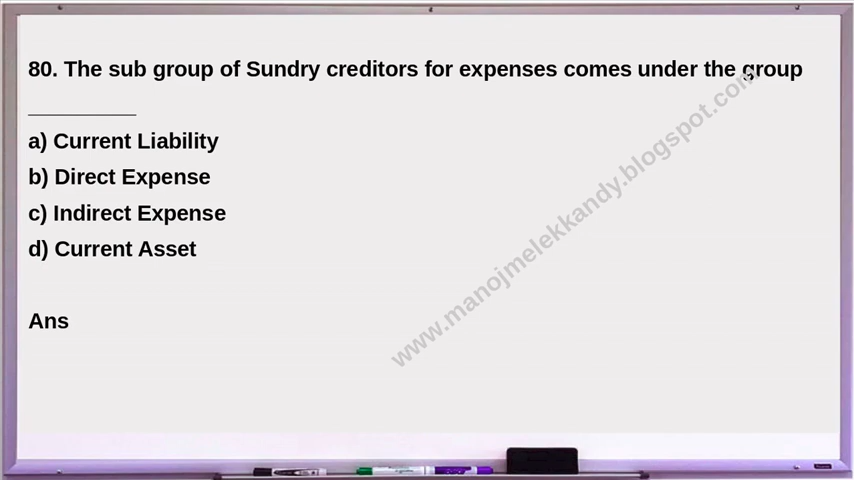 80. The sub group of Sundry creditors for expenses comes under the group
__________
a) Current Liability
b) Direct Expense
c) Indirect Expense
d) Current Asset
Ans
www.manojmelekkandy.blogspot.com